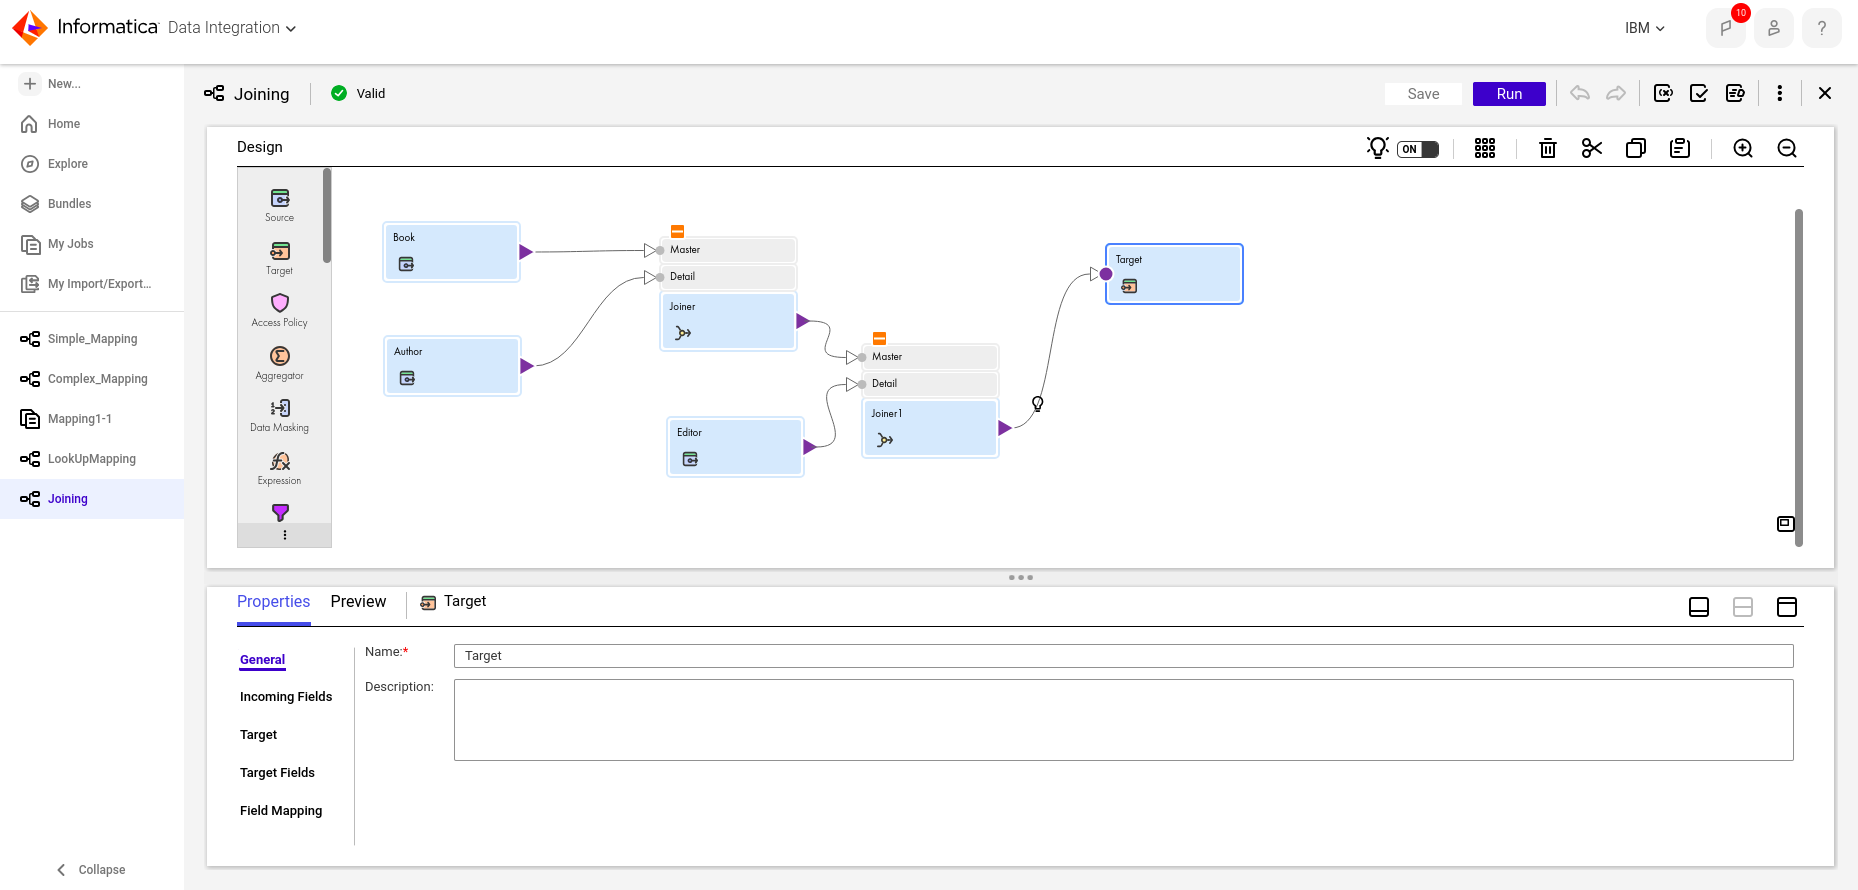 Informatica Data Integration
IBM
10
?
New...
Home
Explore
Bundles
My Jobs
My Import/Export...
Simple_Mapping
Complex_Mapping
Mapping1-1
LookUpMapping
Joining
Collapse
Joining
Valid
Save
Run
Design
ON
Source
Target
Access Policy
Aggregator
Data Masking
Expression
Book
Author
Master
Detail
Joiner
Editor
Master
Detail
Joiner1
Target
Properties
Preview
Target
General
Incoming Fields
Target
Target Fields
Field Mapping
Name:*
Target
Description: